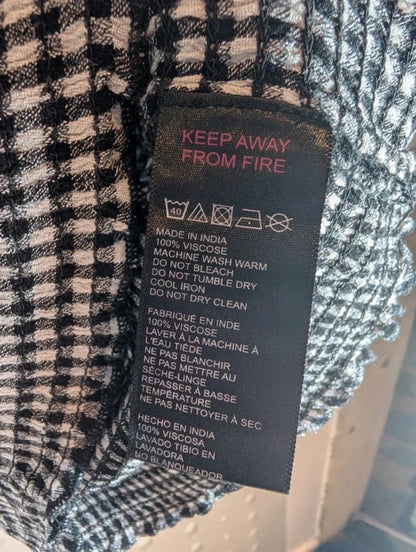 KEEP AWAY
FROM FIRE
40
MADE IN INDIA
100% VISCOSE
MACHINE WASH WARM
DO NOT BLEACH
DO NOT TUMBLE DRY
COOL IRON
DO NOT DRY CLEAN
FABRIQUÉ EN INDE
100% VISCOSE
LAVER À LA MACHINE À
L'EAU TIÈDE
NE PAS BLANCHIR
NE PAS METTRE AU
SÈCHE-LINGE
REPASSER À BASSE
TEMPÉRATURE
NE PAS NETTOYER À SEC
HECHO EN INDIA
100% VISCOSA
LAVADO TIBIO EN
LAVADORA
NO BLANQUEADOR